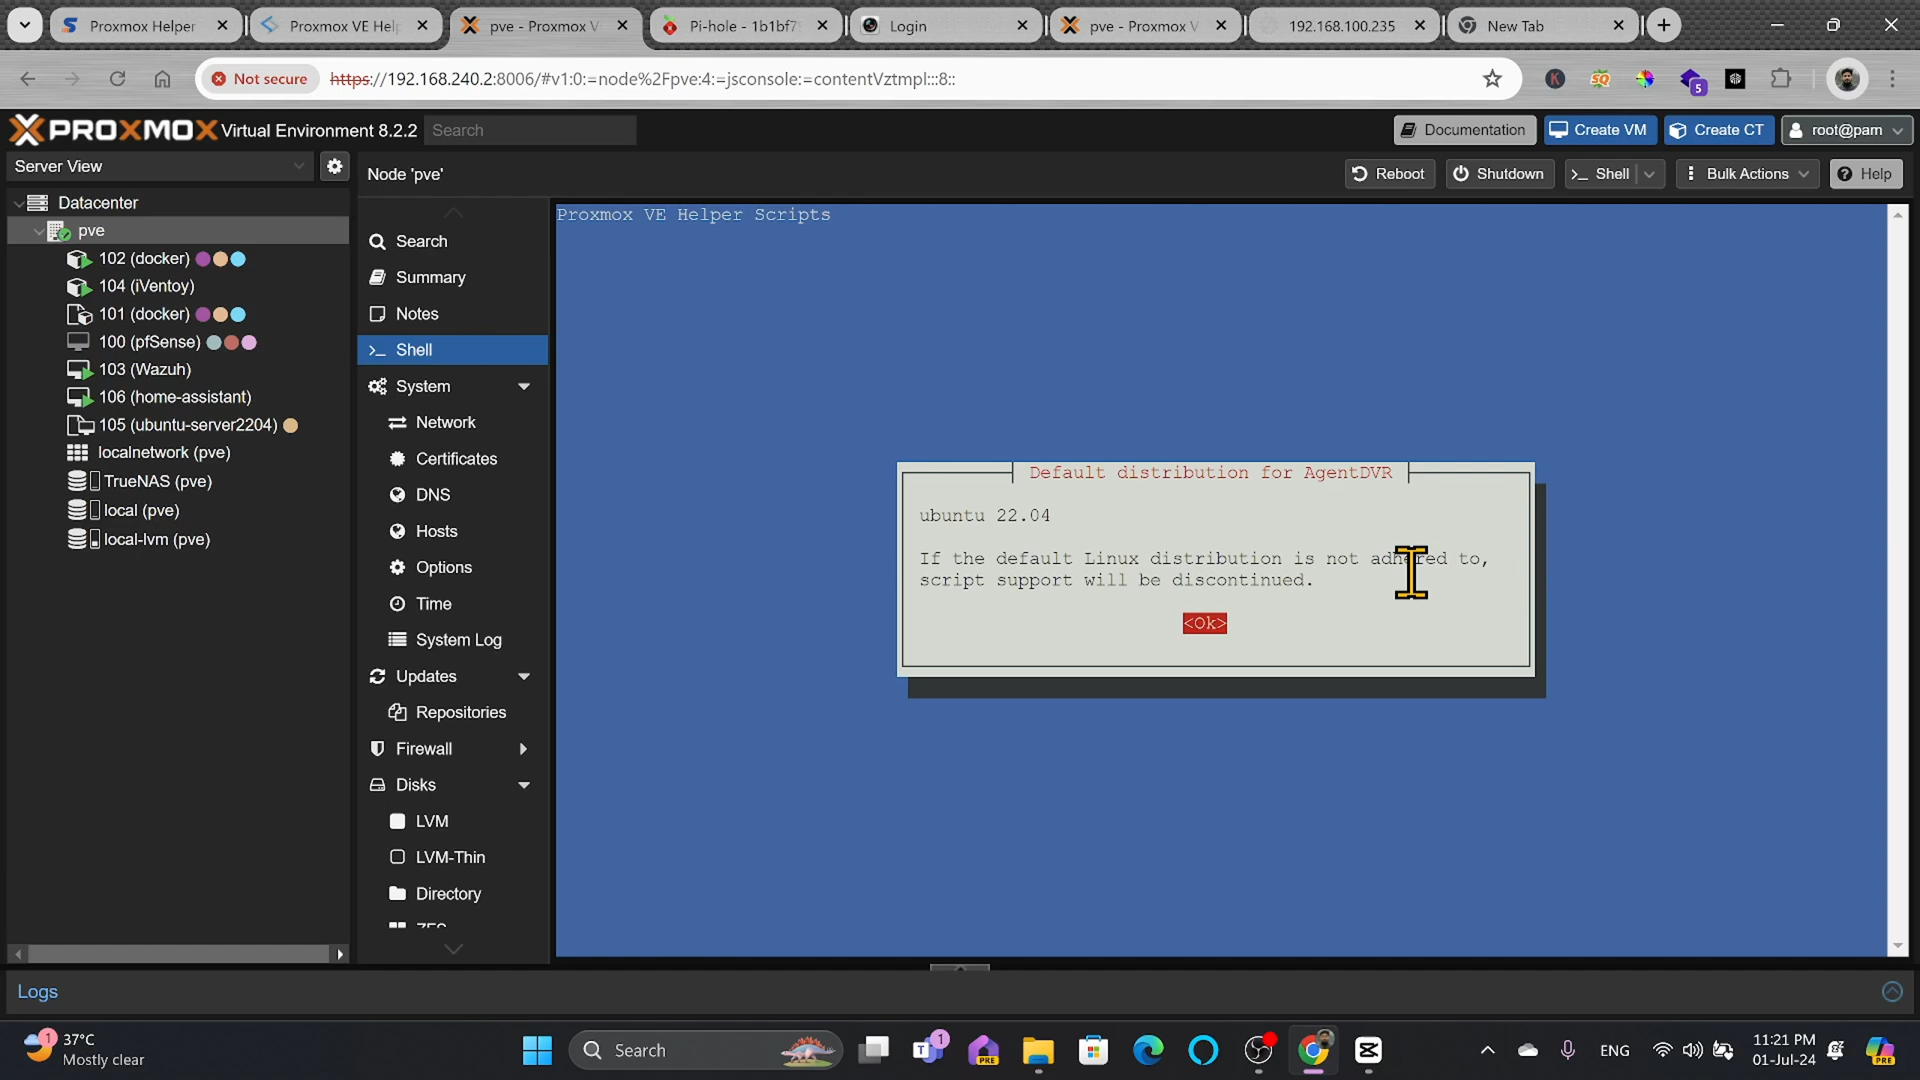 Proxmox Helper
Proxmox VE Help
pve - Proxmox V
Pi-hole - 1b1bf7
Login
pve - Proxmox V
192.168.100.235
New Tab
Not secure
https://192.168.240.2:8006/#v1:0:=node%2Fpve:4:=jsconsole:=contentVztmpl:::8::
5
PROXMOX Virtual Environment 8.2.2
Search
Documentation
Create VM
Create CT
root@pam
Server View
Node 'pve'
Reboot
Shutdown
Shell
Bulk Actions
Help
Datacenter
pve
102 (docker)
104 (iVentoy)
101 (docker)
100 (pfSense)
103 (Wazuh)
106 (home-assistant)
105 (ubuntu-server2204)
localnetwork (pve)
TrueNAS (pve)
local (pve)
local-lvm (pve)
Search
Summary
Notes
Shell
System
Network
Certificates
DNS
Hosts
Options
Time
System Log
Updates
Repositories
Firewall
Disks
LVM
LVM-Thin
Directory
ZFS
Proxmox VE Helper Scripts
Default distribution for AgentDVR
ubuntu 22.04
If the default Linux distribution is not adhered to,
script support will be discontinued.
<Ok>
Logs
1
37°C
Mostly clear
Search
1
PRE
ENG
11:21 PM
01-Jul-24
PRE